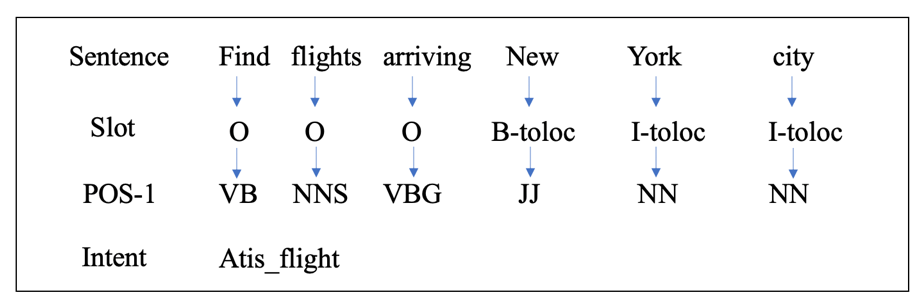 Sentence Find flights arriving New York city
Slot O O O B-toloc I-toloc I-toloc
POS-1 VB NNS VBG JJ NN NN
Intent Atis_flight